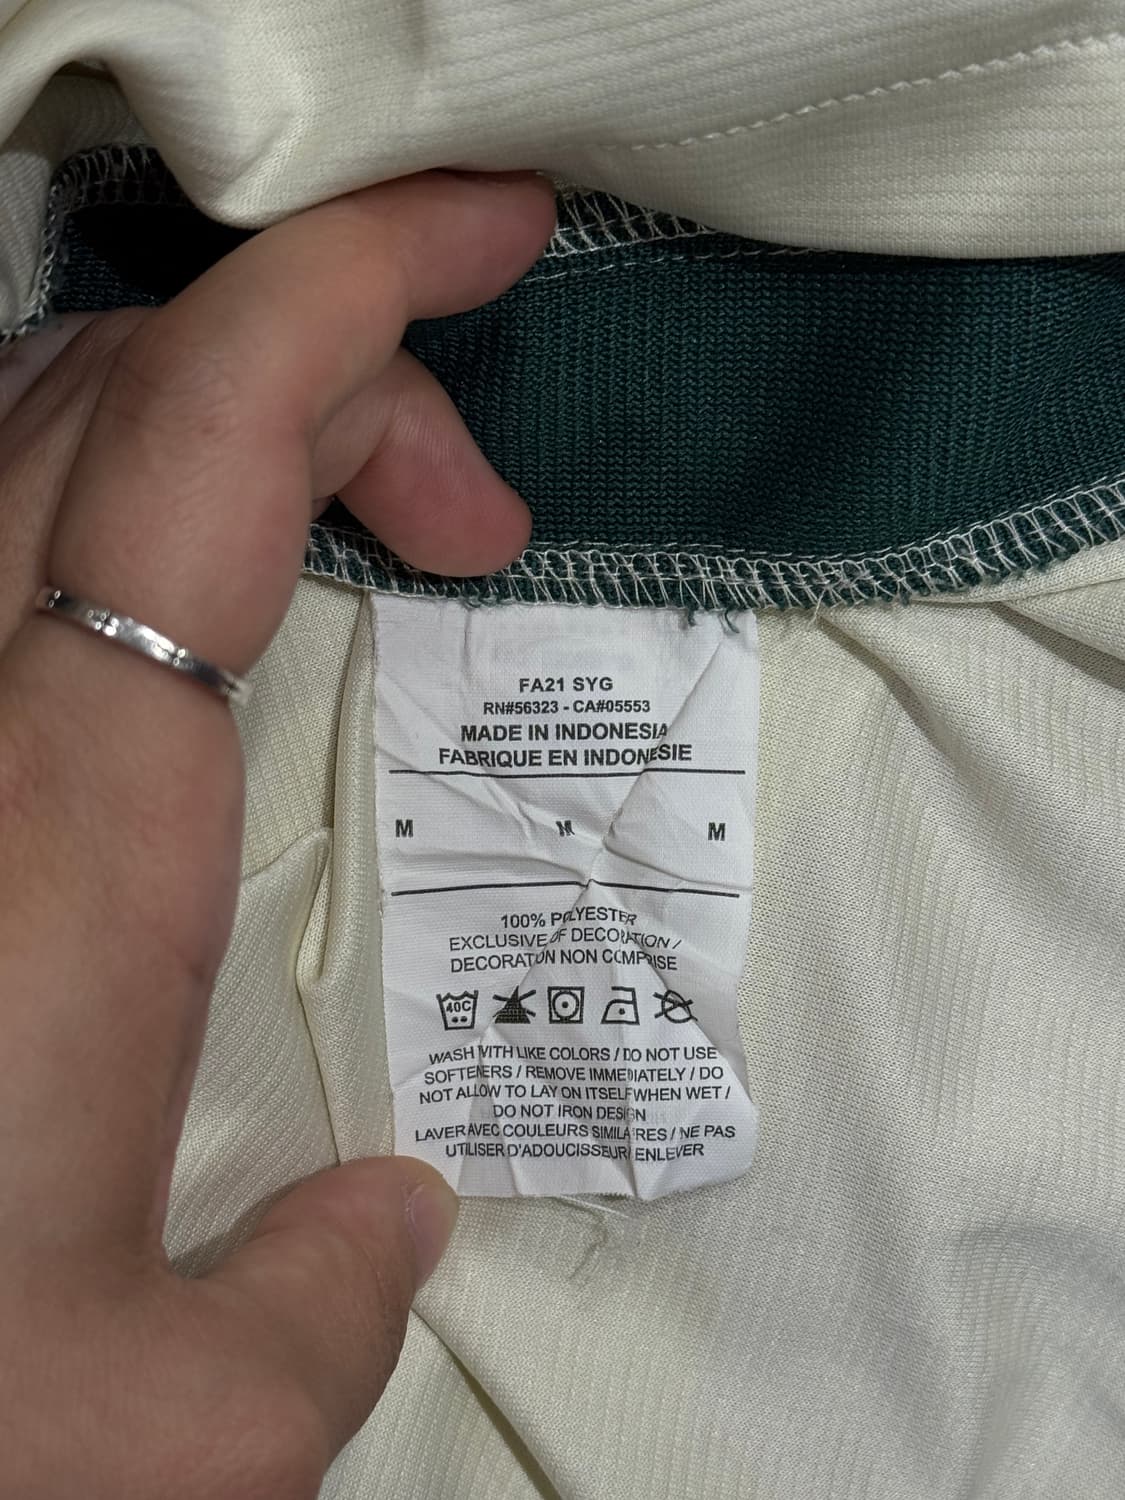 FA21 SYG
RN#56323 - CA#05553
MADE IN INDONESIA
FABRIQUE EN INDONESIE
M M M
100% POLYESTER
EXCLUSIVE OF DECORATION /
DECORATON NON COMPRISE
40C
WASH WITH LIKE COLORS / DO NOT USE
SOFTENERS / REMOVE IMMEDIATELY / DO
NOT ALLOW TO LAY ON ITSELF WHEN WET /
DO NOT IRON DESIGN
LAVER AVEC COULEURS SIMILAIRES / NE PAS
UTILISER D'ADOUCISSEUR/ ENLEVER